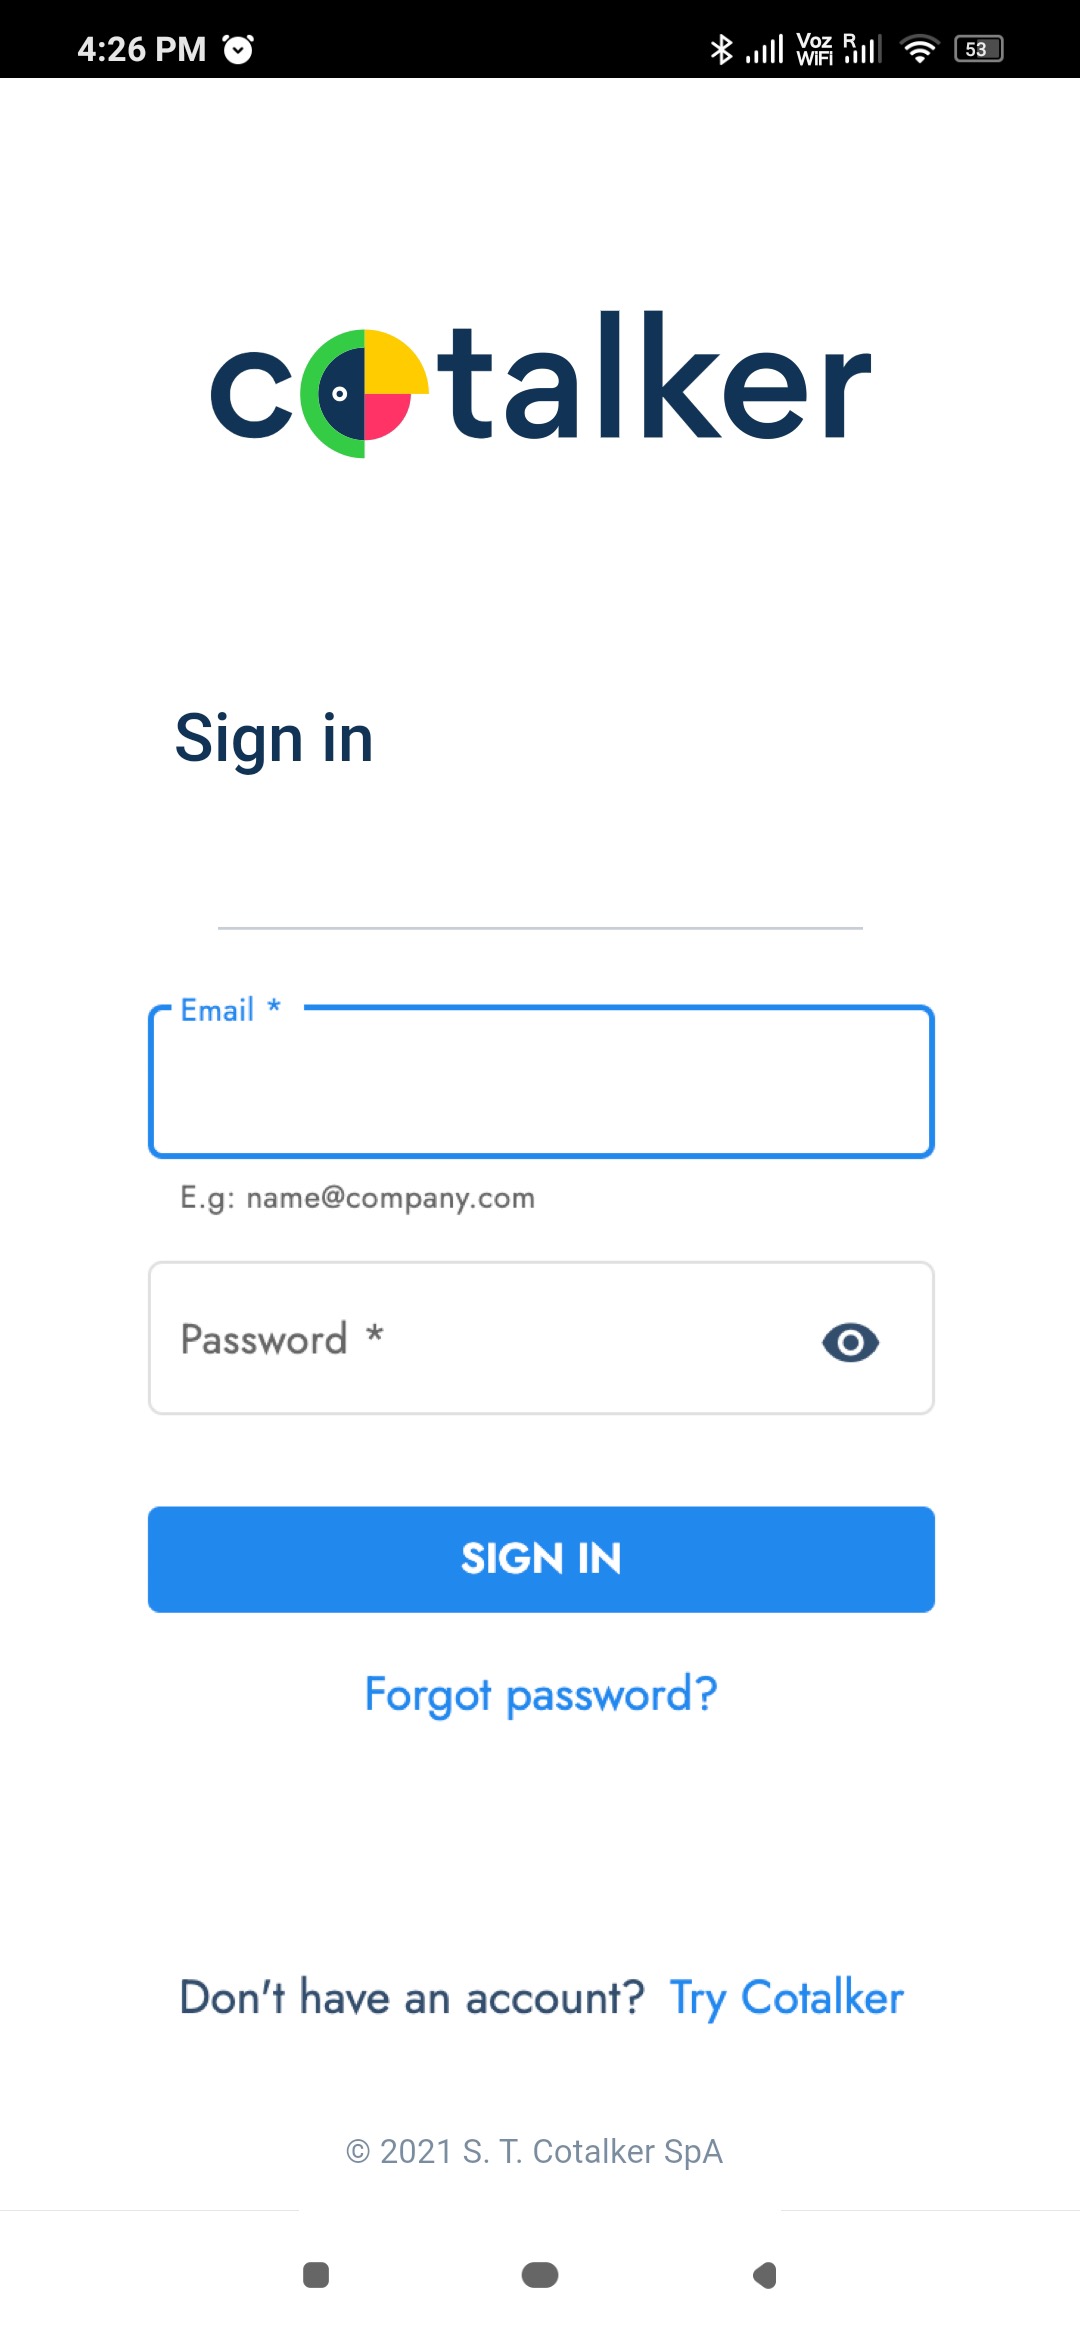 4:26 PM
Voz
WiFi
R
53
cotalker
Sign in
Email *
E.g: name@company.com
Password *
SIGN IN
Forgot password?
Don't have an account? Try Cotalker
© 2021 S. T. Cotalker SpA